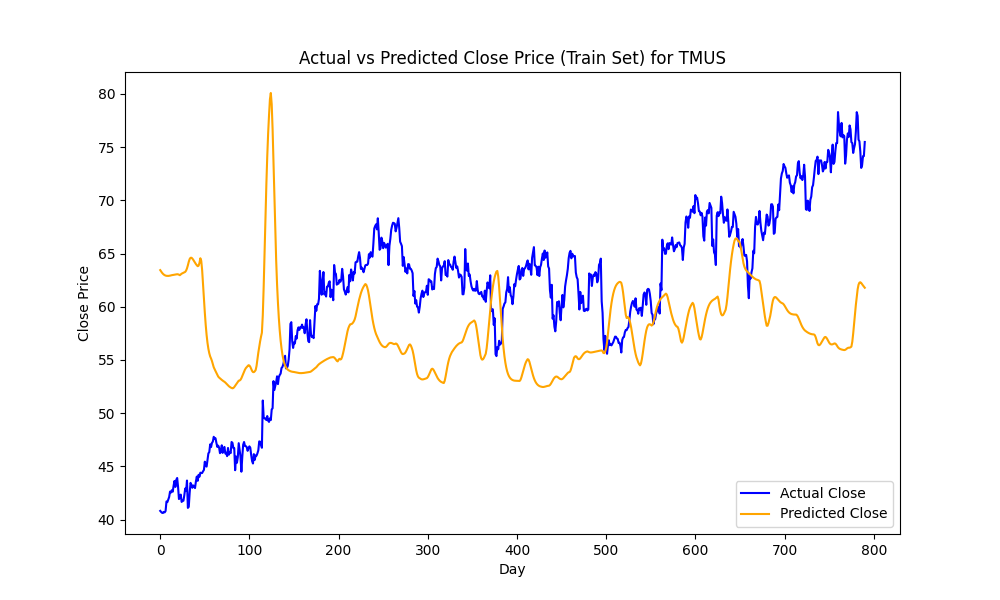 Actual vs Predicted Close Price (Train Set) for TMUS
Close Price
80
75
70
65
60
55
50
45
40
0 100 200 300 400 500 600 700 800
Day
Actual Close
Predicted Close